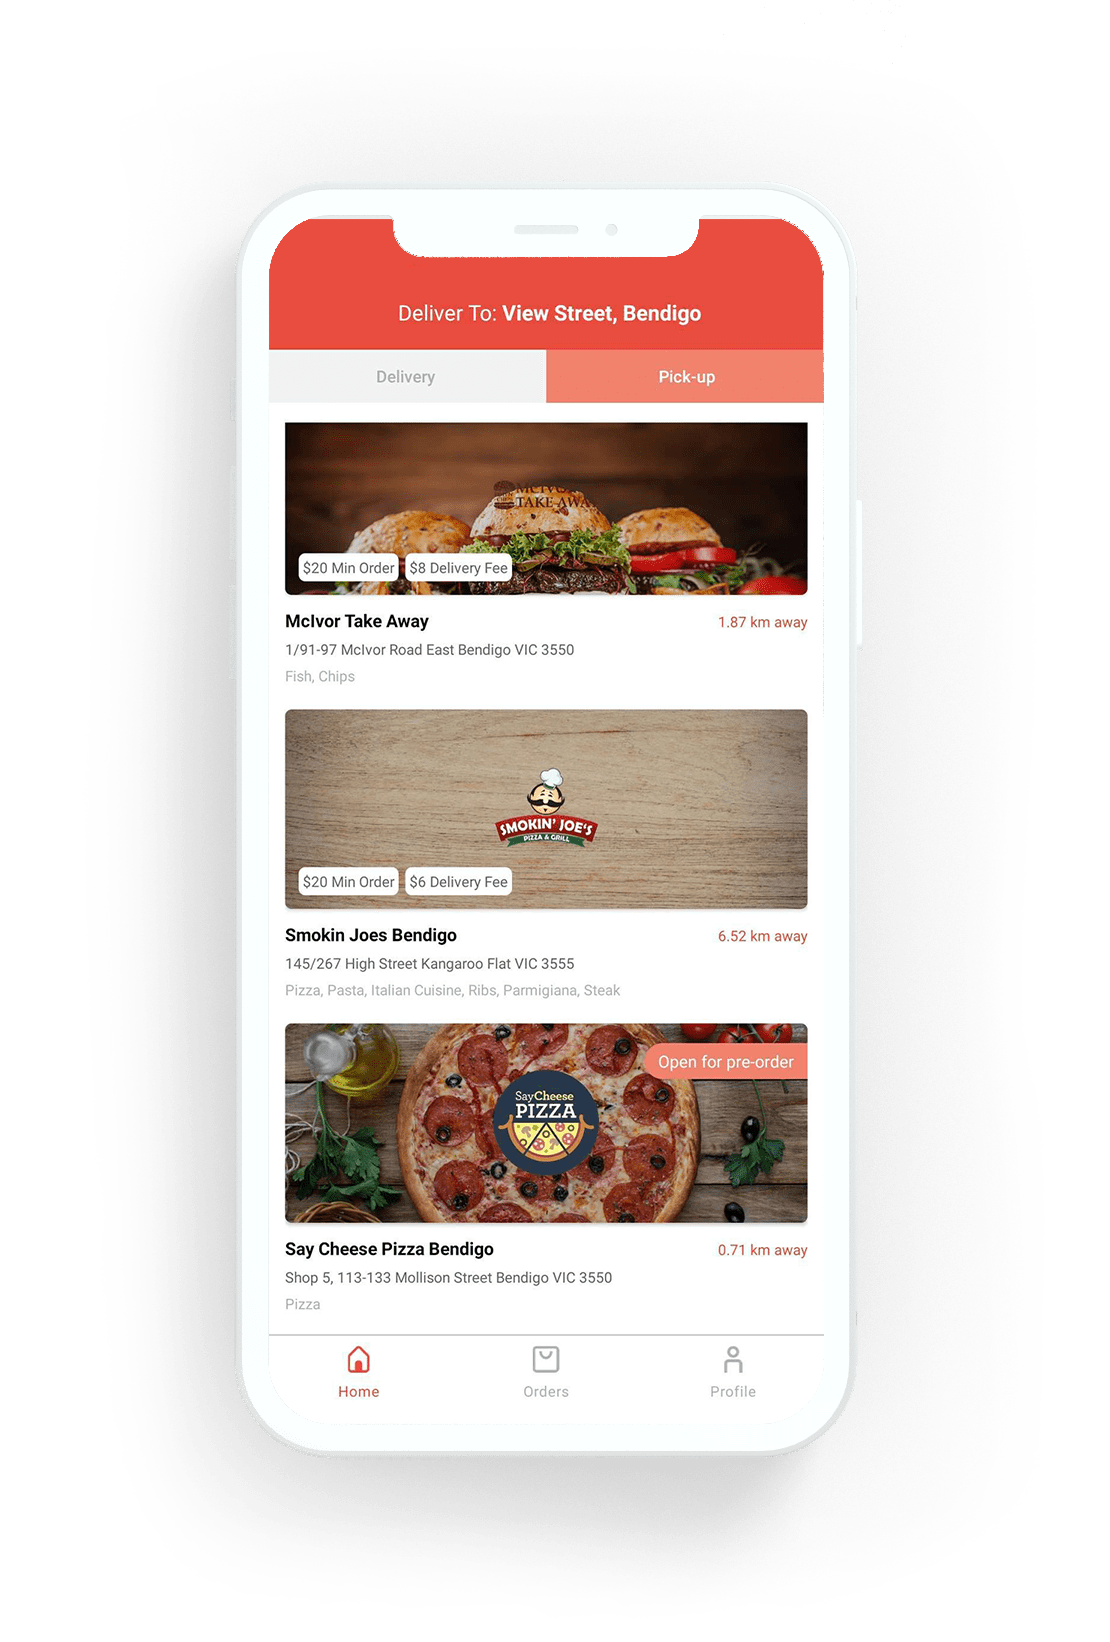 Deliver To: View Street, Bendigo
Delivery
Pick-up
MCIVOR
TAKE AWAY
$20 Min Order
$8 Delivery Fee
McIvor Take Away
1.87 km away
1/91-97 McIvor Road East Bendigo VIC 3550
Fish, Chips
SMOKIN' JOE'S
PIZZA & GRILL
$20 Min Order
$6 Delivery Fee
Smokin Joes Bendigo
6.52 km away
145/267 High Street Kangaroo Flat VIC 3555
Pizza, Pasta, Italian Cuisine, Ribs, Parmigiana, Steak
Open for pre-order
SayCheese
PIZZA
Say Cheese Pizza Bendigo
0.71 km away
Shop 5, 113-133 Mollison Street Bendigo VIC 3550
Pizza
Home
Orders
Profile